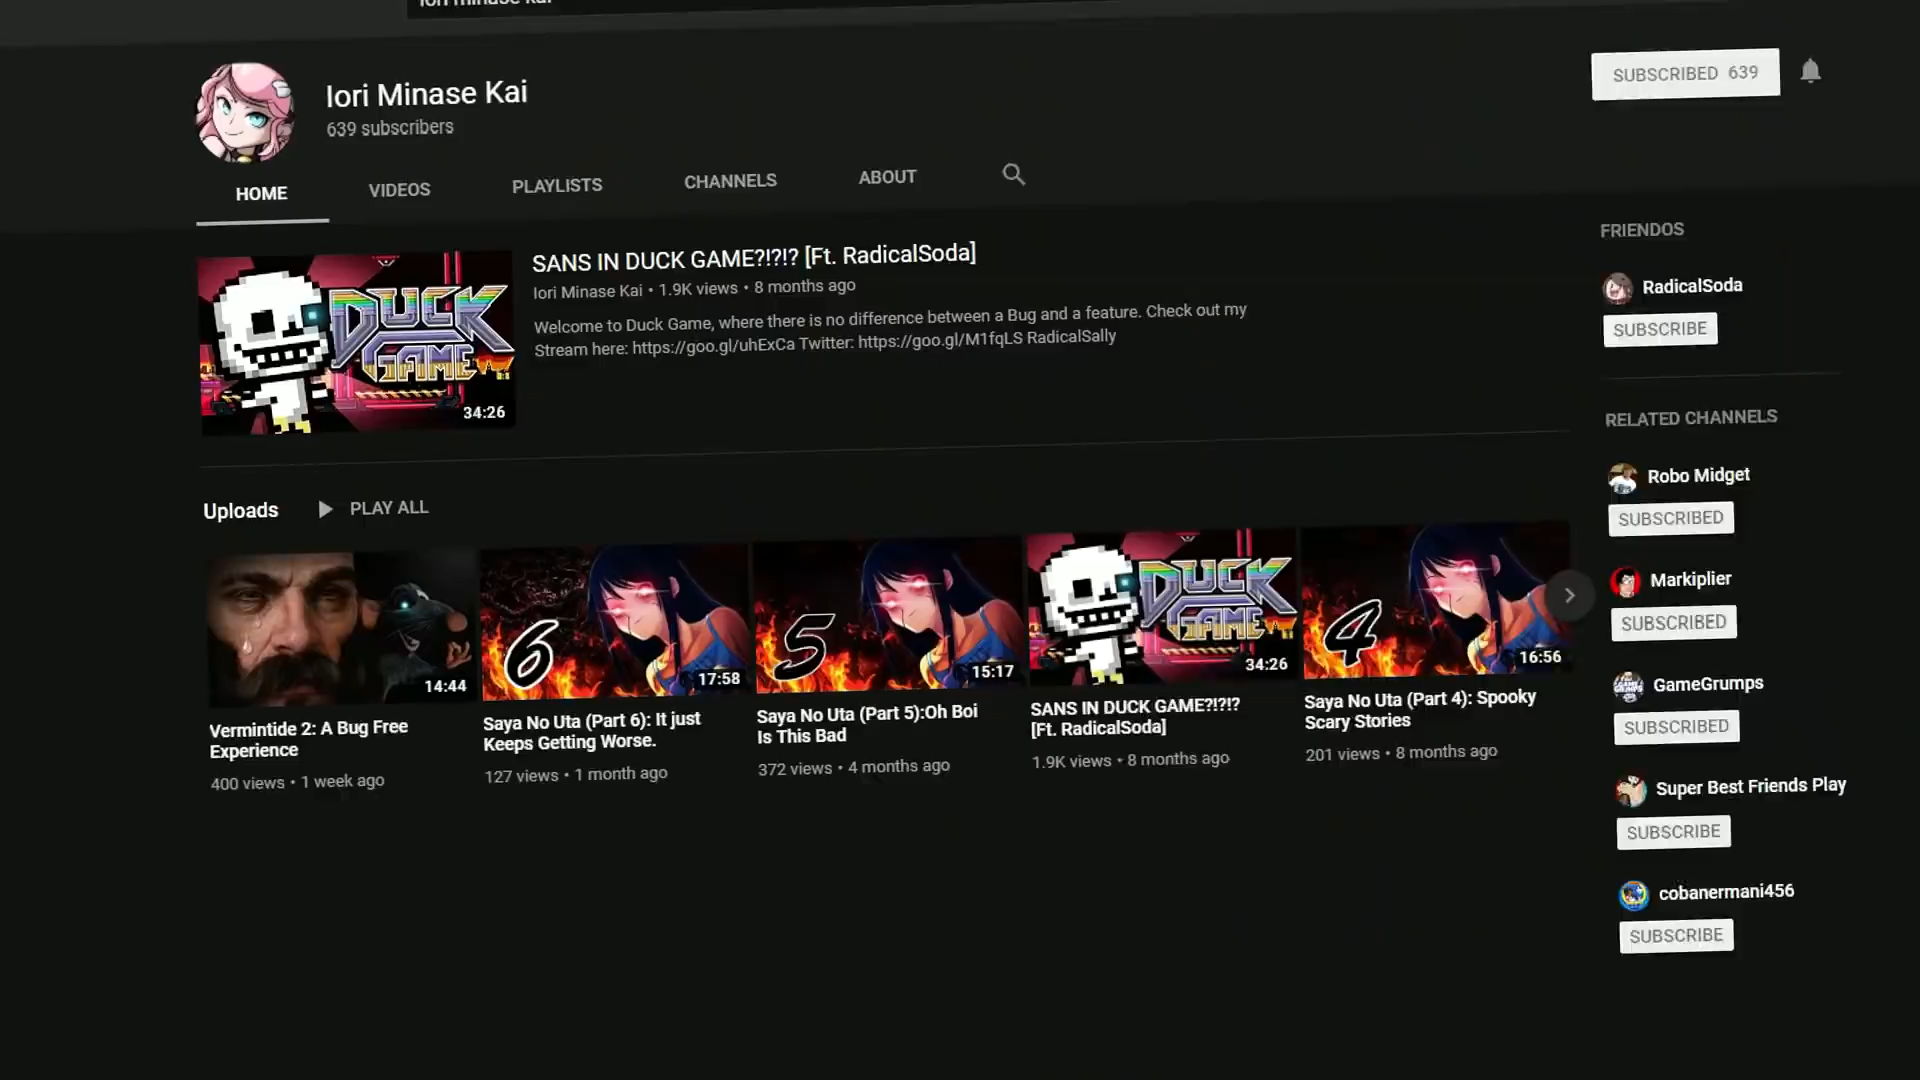 Iori Minase Kai
639 subscribers
SUBSCRIBED 639
HOME
VIDEOS
PLAYLISTS
CHANNELS
ABOUT
DUCK
GAME
34:26
SANS IN DUCK GAME?!?!? [Ft. RadicalSoda]
Iori Minase Kai • 1.9K views • 8 months ago
Welcome to Duck Game, where there is no difference between a Bug and a feature. Check out my
Stream here: https://goo.gl/uhExCa Twitter: https://goo.gl/M1fqLS RadicalSally
Uploads
PLAY ALL
14:44
Vermintide 2: A Bug Free
Experience
400 views • 1 week ago
6
17:58
Saya No Uta (Part 6): It just
Keeps Getting Worse.
127 views • 1 month ago
5
15:17
Saya No Uta (Part 5):Oh Boi
Is This Bad
372 views • 4 months ago
DUCK
GAME
34:26
SANS IN DUCK GAME?!?!?
[Ft. RadicalSoda]
1.9K views • 8 months ago
4
16:56
Saya No Uta (Part 4): Spooky
Scary Stories
201 views • 8 months ago
FRIENDOS
RadicalSoda
SUBSCRIBE
RELATED CHANNELS
Robo Midget
SUBSCRIBED
Markiplier
SUBSCRIBED
GameGrumps
SUBSCRIBED
Super Best Friends Play
SUBSCRIBE
cobanermani456
SUBSCRIBE